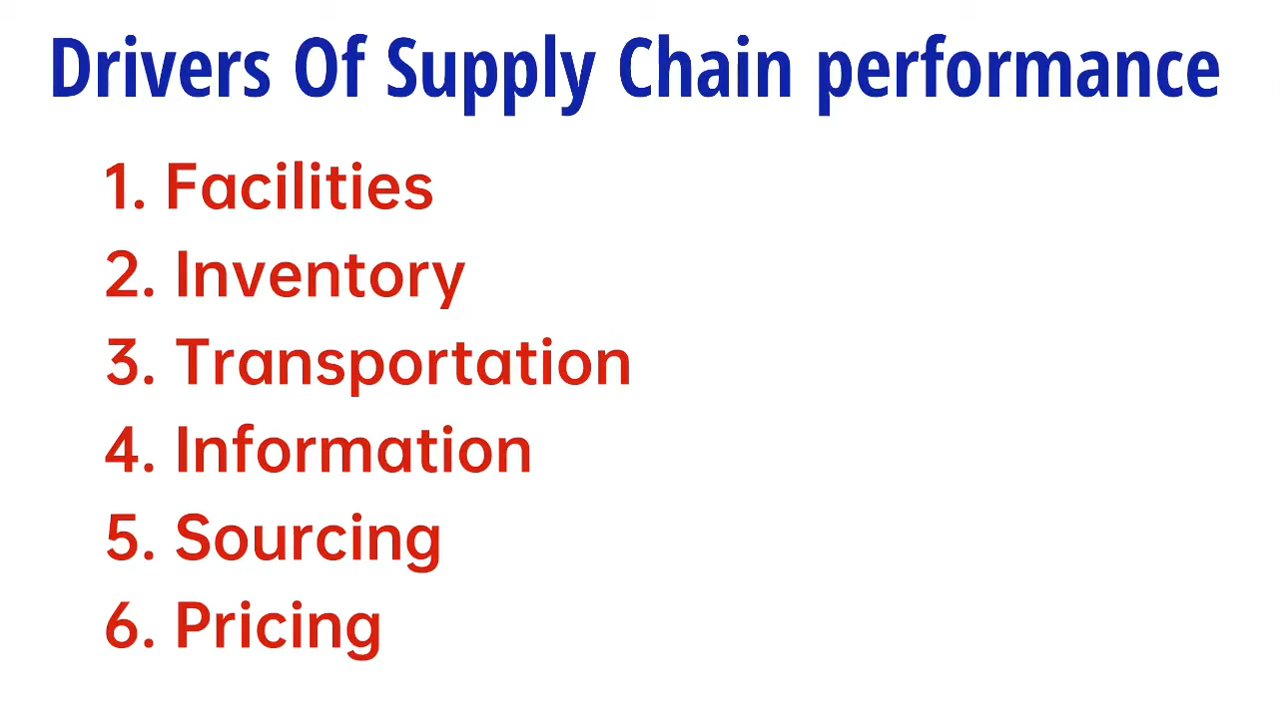 Drivers Of Supply Chain performance
1. Facilities
2. Inventory
3. Transportation
4. Information
5. Sourcing
6. Pricing